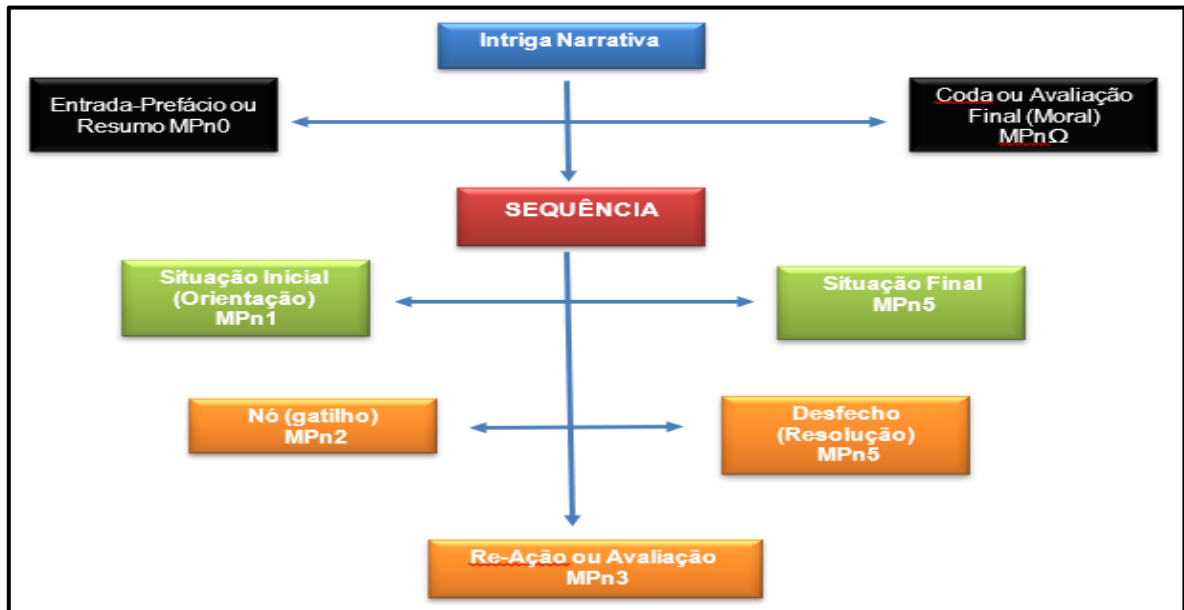 Intriga Narrativa
Entrada-Prefácio ou
Resumo MPn0
Coda ou Avaliação
Final (Moral)
MPnΩ
SEQUÊNCIA
Situação Inicial
(Orientação)
MPn1
Situação Final
MPn5
Nó (gatilho)
MPn2
Desfecho
(Resolução)
MPn5
Re-Ação ou Avaliação
MPn3